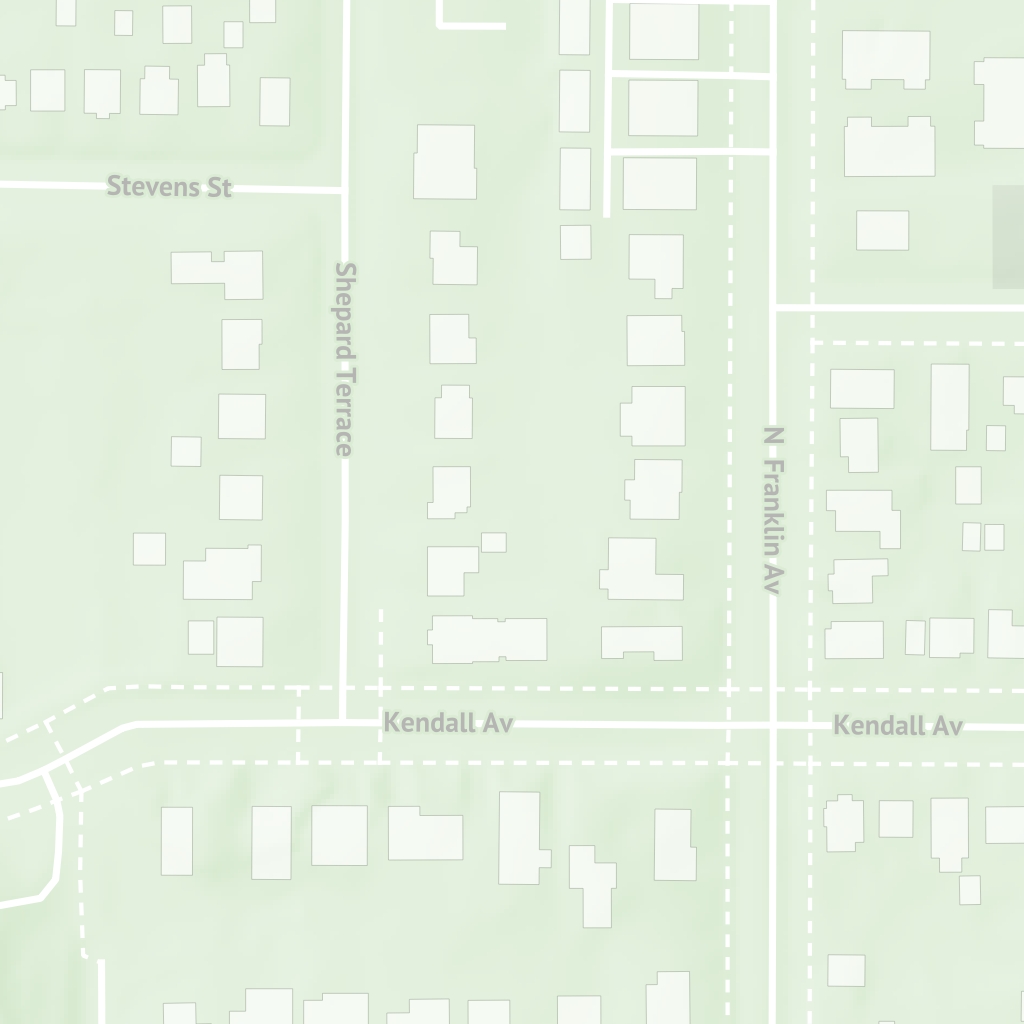 Stevens St
Shepard Terrace
N Franklin Av
Kendall Av
Kendall Av